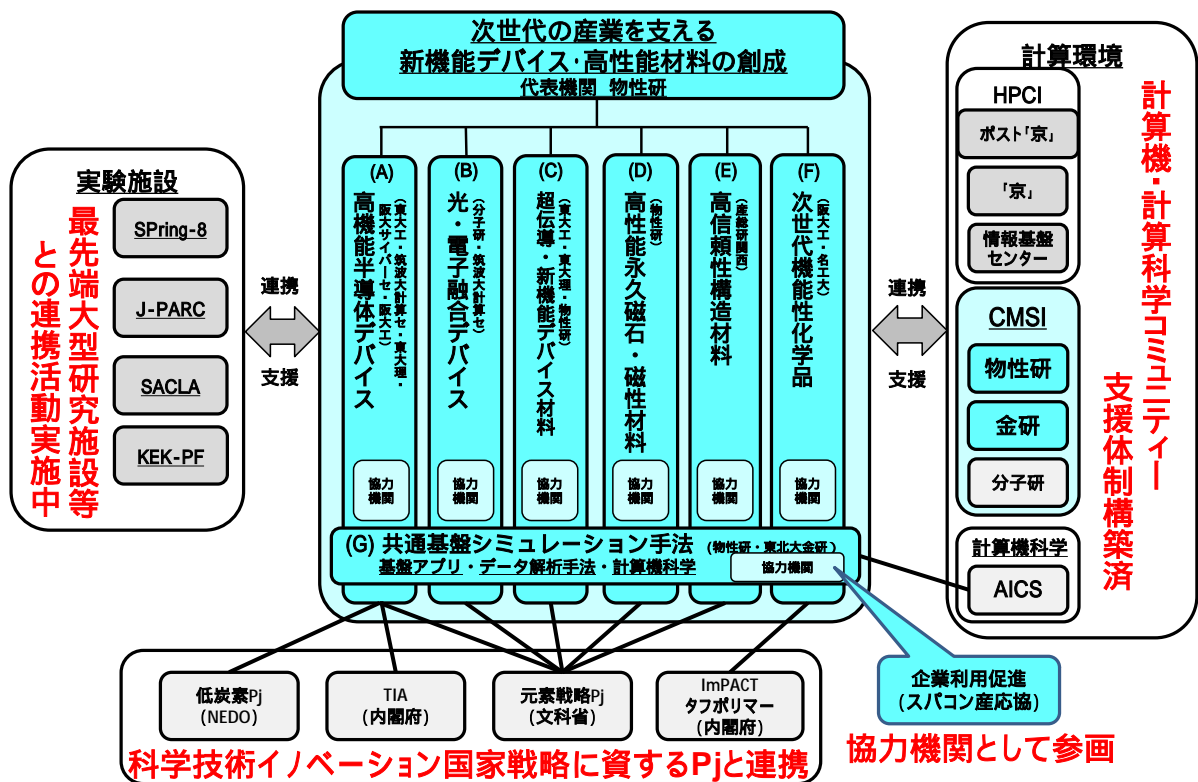 次世代の産業を支える
新機能デバイス・高性能材料の創成
代表機関 物性研
実験施設
SPring-8
J-PARC
SACLA
KEK-PF
最先端大型研究施設等
との連携活動実施中
連携
支援
(A)
高機能半導体デバイス
(東大工・筑波大計算セ・東大理・
阪大サイバーセ・阪大工)
協力
機関
(B)
光・電子融合デバイス
(分子研・筑波大計算セ)
協力
機関
(C)
超伝導・新機能デバイス材料
(東大工・東大理・物性研)
協力
機関
(D)
高性能永久磁石・磁性材料
(物性研)
協力
機関
(E)
高信頼性構造材料
(産総研関西)
協力
機関
(F)
次世代機能性化学品
(阪大工・名工大)
協力
機関
(G) 共通基盤シミュレーション手法 (物性研・東北大金研)
基盤アプリ・データ解析手法・計算機科学
協力機関
連携
支援
計算環境
HPCI
ポスト「京」
「京」
情報基盤
センター
CMSI
物性研
金研
分子研
計算機科学
AICS
計算機・計算科学コミュニティー
支援体制構築済
低炭素Pj
(NEDO)
TIA
(内閣府)
元素戦略Pj
(文科省)
ImPACT
タフポリマー
(内閣府)
科学技術イノベーション国家戦略に資するPjと連携
企業利用促進
(スパコン産応協)
協力機関として参画